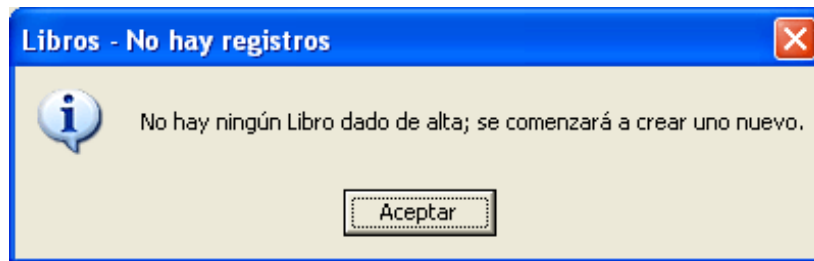 Libros - No hay registros
No hay ningún Libro dado de alta; se comenzará a crear uno nuevo.
Aceptar